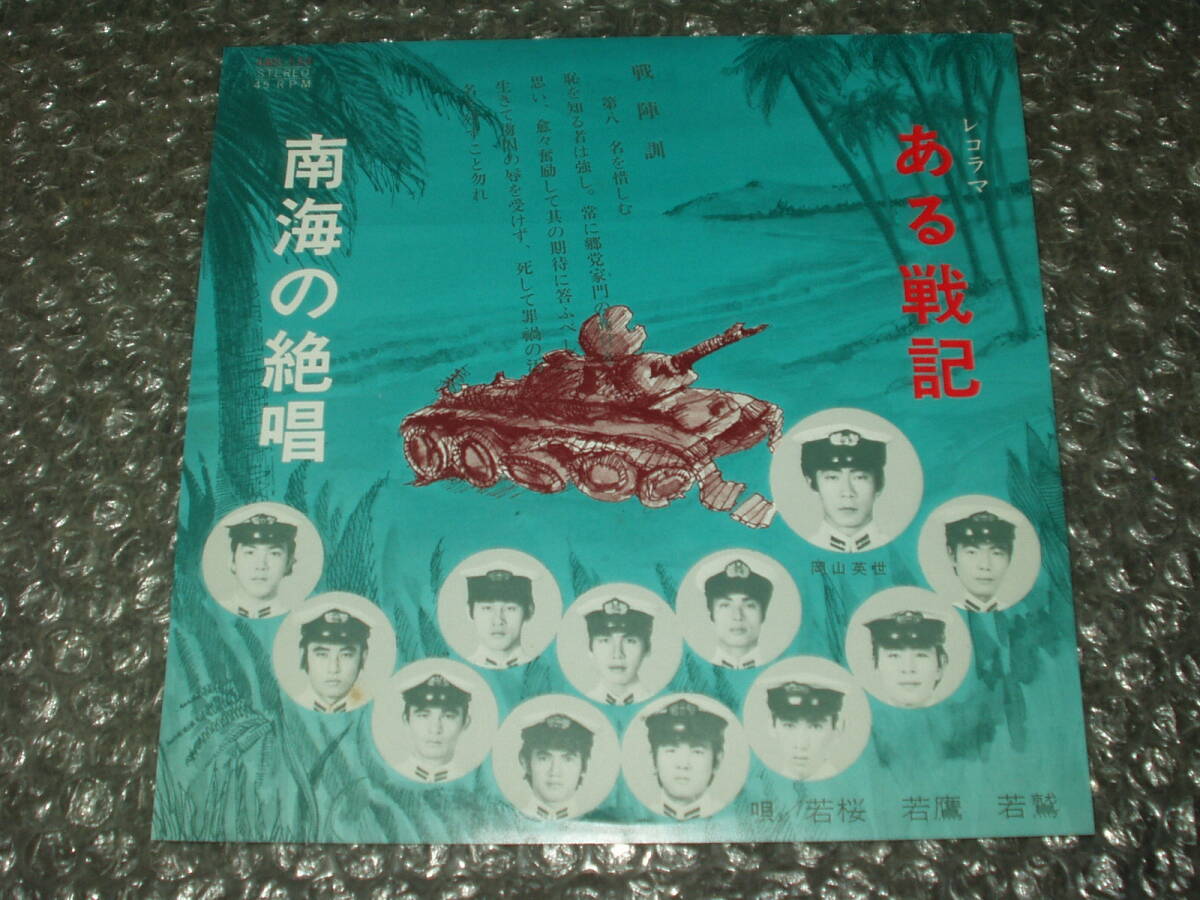 レコラマ
ある戦記
戦陣訓
第八 名を惜しむ
恥を知る者は強し。常に郷党家門の
思い、愈々奮励して其の期待に答ふべし
生きて虜囚の辱を受けず、死して罪禍の
こと勿れ
STEREO
45 RPM
南海の絶唱
岡山英世
唄/若桜 若鷹 若鷲